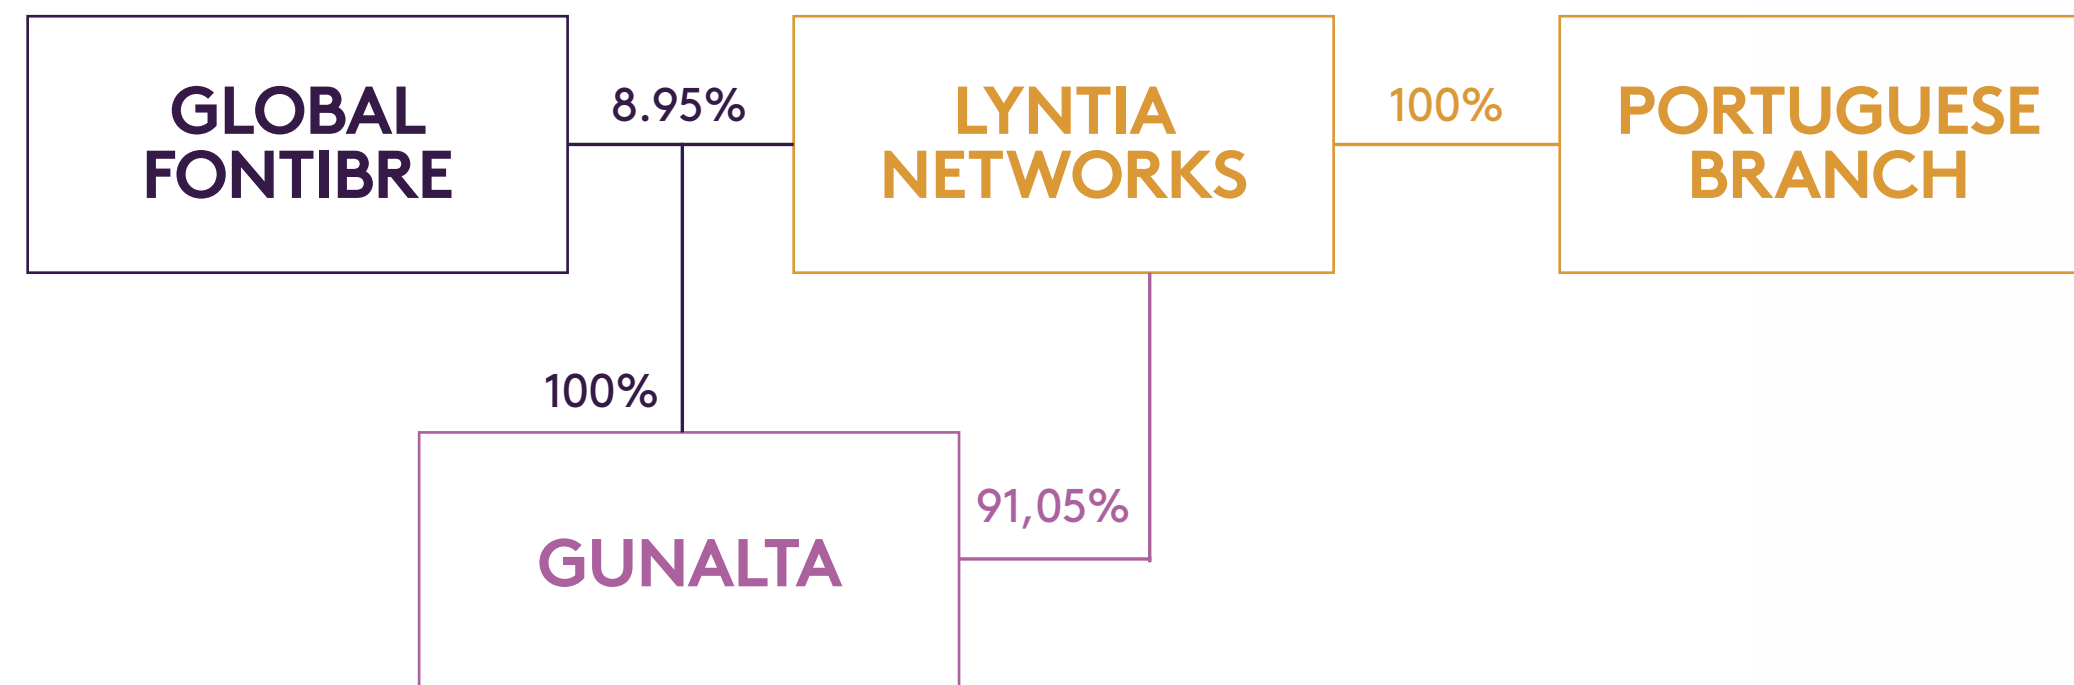 GLOBAL
FONTIBRE
8.95%
LYNTIA
NETWORKS
100%
PORTUGUESE
BRANCH
100%
91,05%
GUNALTA